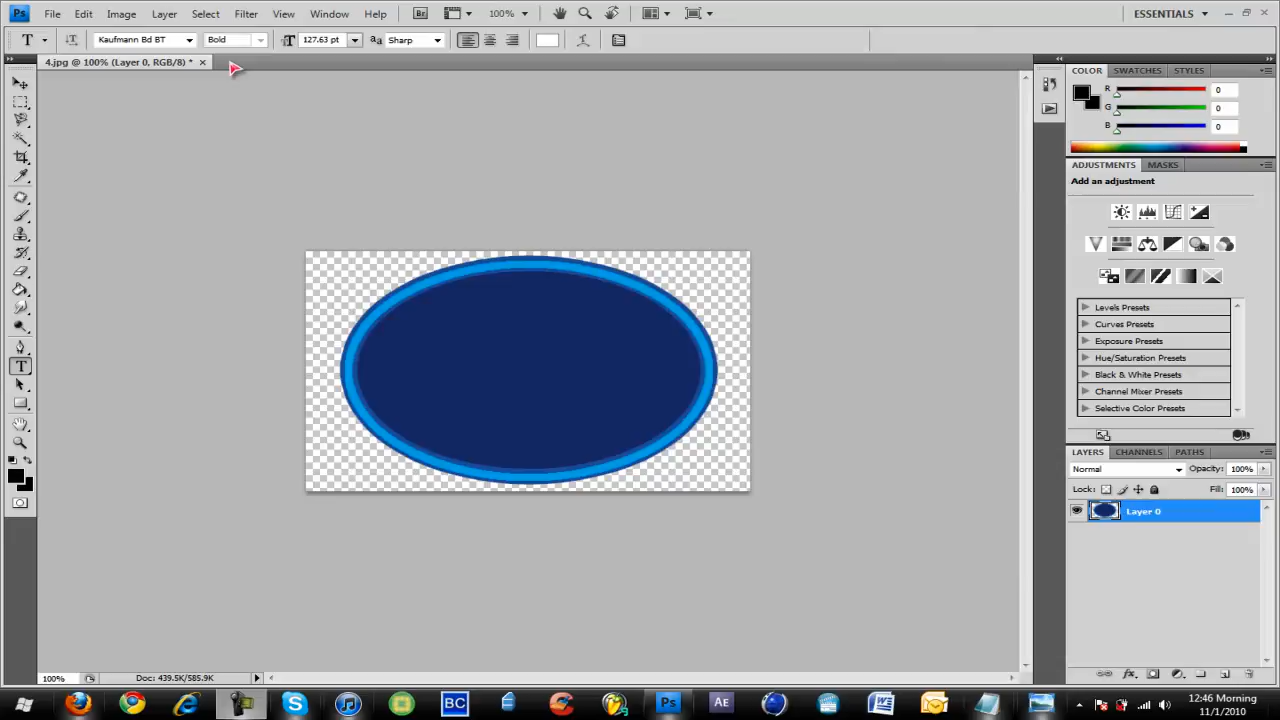 Ps File Edit Image Layer Select Filter View Window Help Br 100% ESSENTIALS
T Kaufmann Bd BT Bold 127.63 pt aa Sharp
4.jpg @ 100% (Layer 0, RGB/8) *
COLOR SWATCHES STYLES
R 0
G 0
B 0
ADJUSTMENTS MASKS
Add an adjustment
Levels Presets
Curves Presets
Exposure Presets
Hue/Saturation Presets
Black & White Presets
Channel Mixer Presets
Selective Color Presets
LAYERS CHANNELS PATHS
Normal Opacity: 100%
Lock: Fill: 100%
Layer 0
100% Doc: 439.5K/585.9K
BC Ps Ae
12:46 Morning
11/1/2010